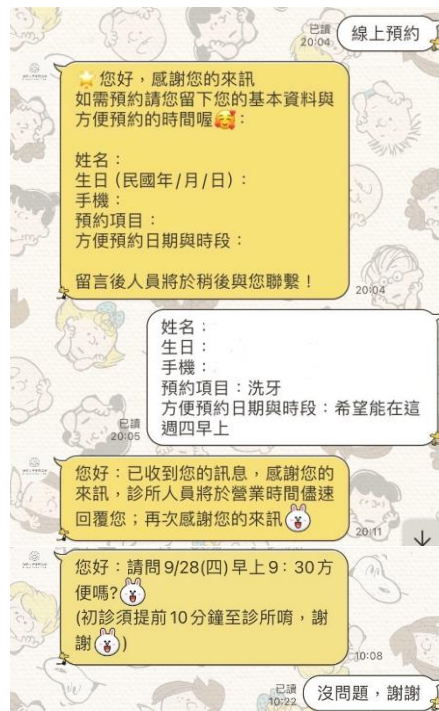 已讀
20:04
線上預約
您好，感謝您的來訊
如需預約請您留下您的基本資料與
方便預約的時間喔🥰：
姓名：
生日 (民國年/月/日)：
手機：
預約項目：
方便預約日期與時段：
留言後人員將於稍後與您聯繫！
20:04
姓名：
生日：
手機：
預約項目：洗牙
方便預約日期與時段：希望能在這
週四早上
已讀
20:05
您好：已收到您的訊息，感謝您的
來訊，診所人員將於營業時間儘速
回覆您；再次感謝您的來訊
20:11
您好：請問9/28(四)早上9：30方
便嗎?
(初診須提前10分鐘至診所唷，謝
謝)
10:08
已讀
10:22
沒問題，謝謝